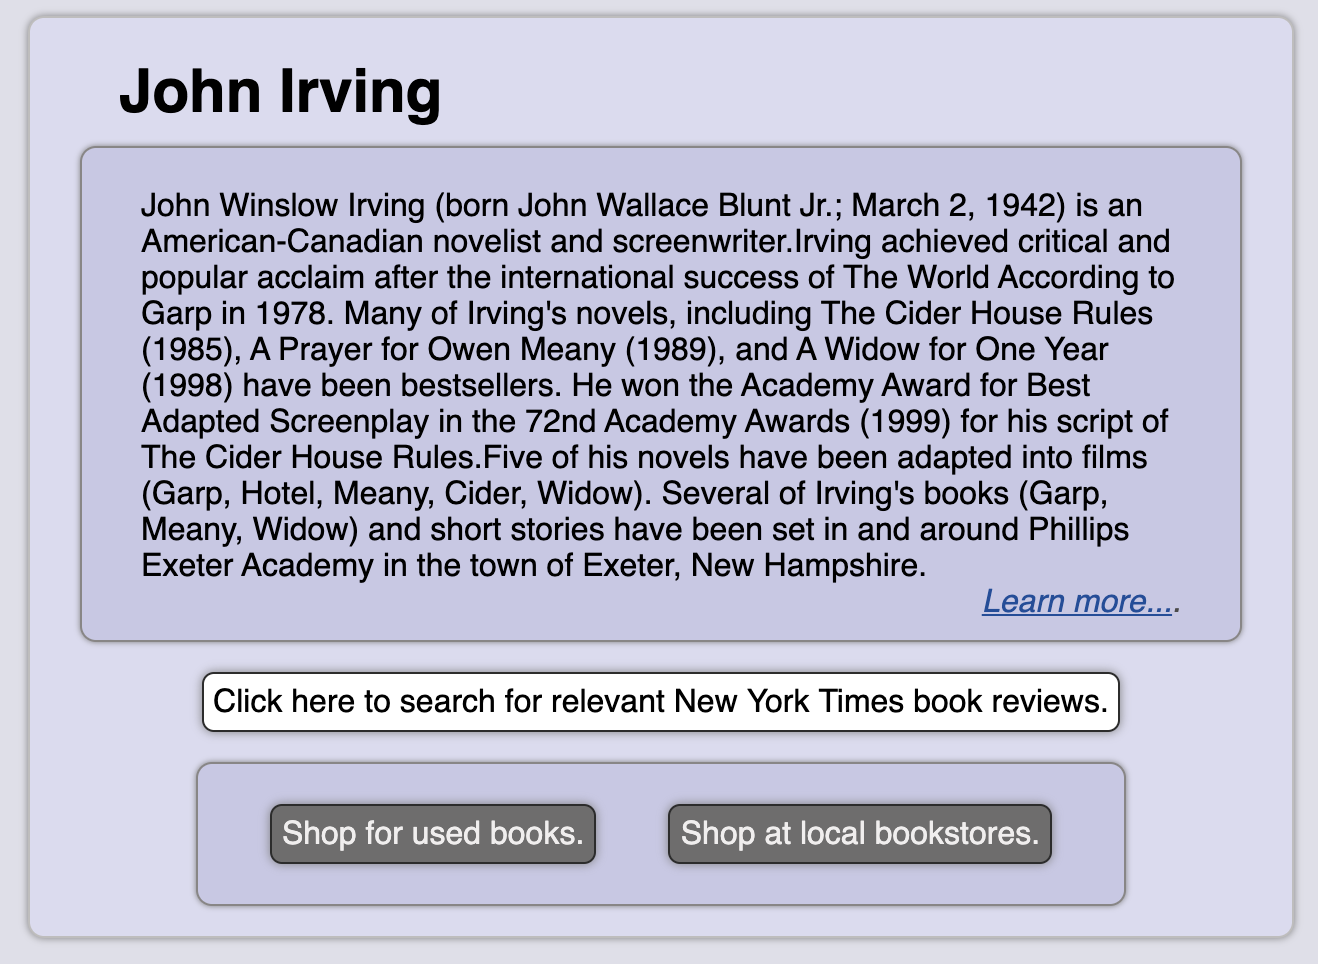 John Irving
John Winslow Irving (born John Wallace Blunt Jr.; March 2, 1942) is an
American-Canadian novelist and screenwriter.Irving achieved critical and
popular acclaim after the international success of The World According to
Garp in 1978. Many of Irving's novels, including The Cider House Rules
(1985), A Prayer for Owen Meany (1989), and A Widow for One Year
(1998) have been bestsellers. He won the Academy Award for Best
Adapted Screenplay in the 72nd Academy Awards (1999) for his script of
The Cider House Rules.Five of his novels have been adapted into films
(Garp, Hotel, Meany, Cider, Widow). Several of Irving's books (Garp,
Meany, Widow) and short stories have been set in and around Phillips
Exeter Academy in the town of Exeter, New Hampshire.
Learn more....
Click here to search for relevant New York Times book reviews.
Shop for used books.
Shop at local bookstores.